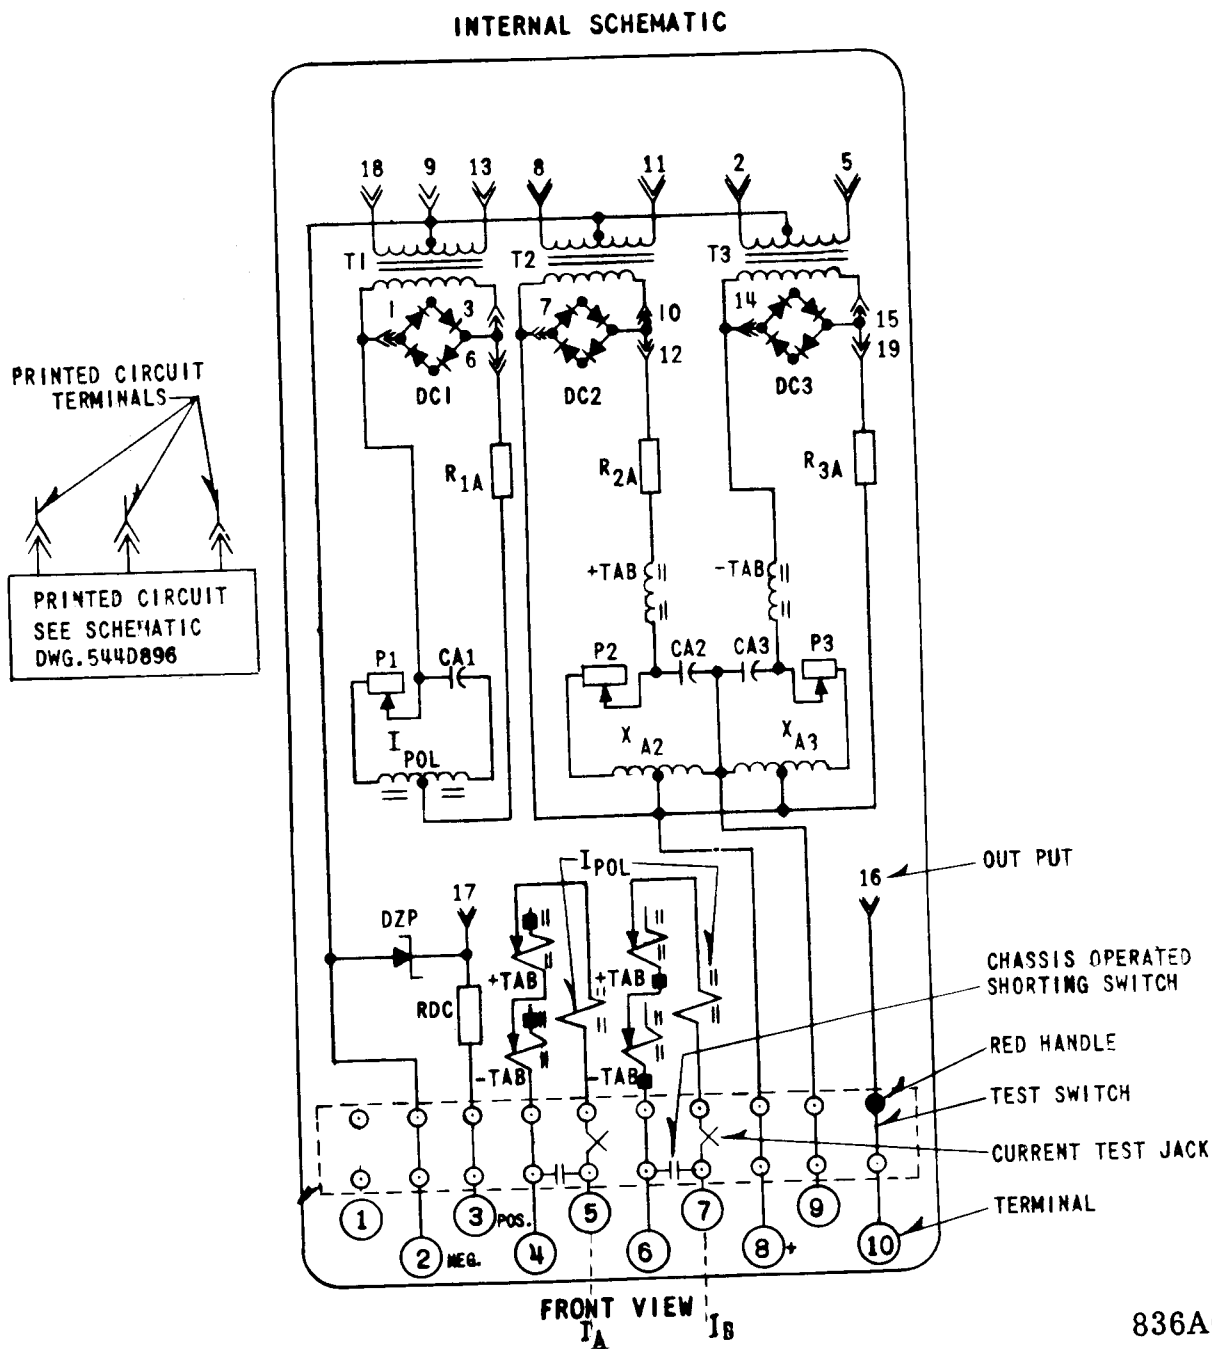 INTERNAL SCHEMATIC
18 9 13 8 11 2 5
T1 T2 T3
1 3 7 10 14 15
6 12 19
DC1 DC2 DC3
PRINTED CIRCUIT
TERMINALS
R1A R2A R3A
+TAB -TAB
PRINTED CIRCUIT
SEE SCHEMATIC
DWG.544D896
P1 CA1 P2 CA2 CA3 P3
IPOL XA2 XA3
IPOL
OUT PUT
17 16
DZP
+TAB +TAB
CHASSIS OPERATED
SHORTING SWITCH
RDC
RED HANDLE
-TAB -TAB
TEST SWITCH
CURRENT TEST JACK
TERMINAL
1 3 POS. 5 7 9
2 NEG. 4 6 8 + 10
FRONT VIEW
IA IB
836A